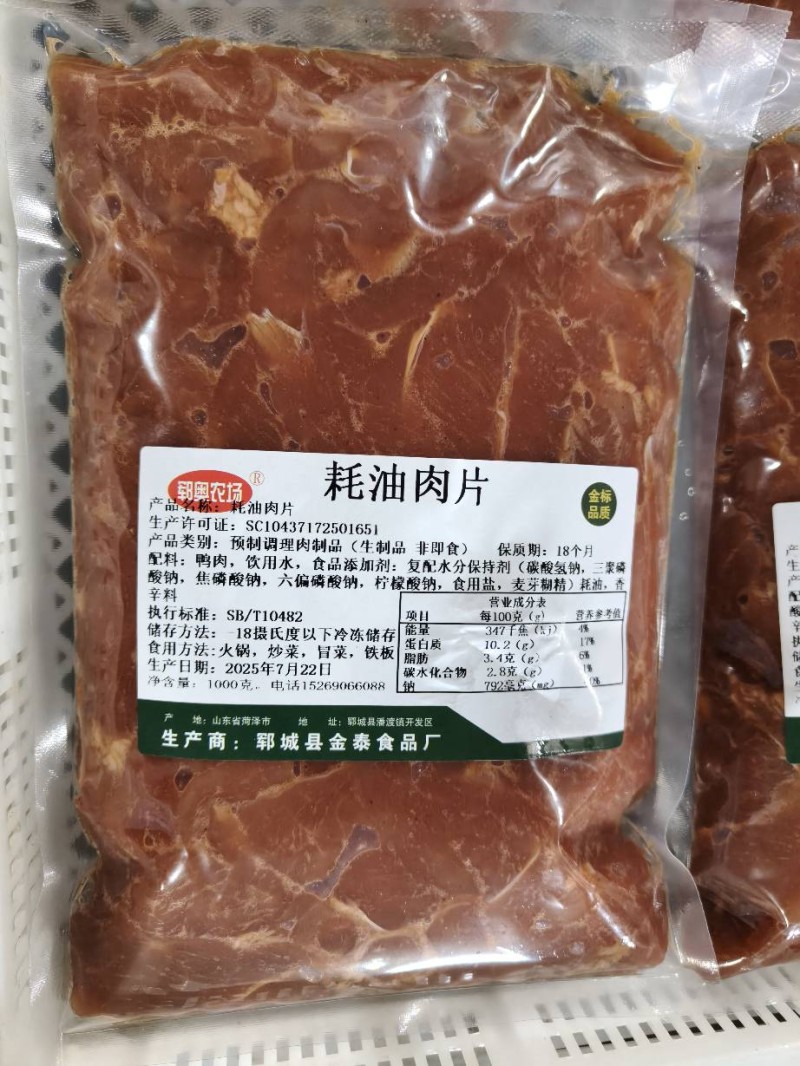 郓奥农场®
耗油肉片
金标
品质
产品名称：耗油肉片
生产许可证：SC10437172501651
产品类别：预制调理肉制品（生制品 非即食） 保质期：18个月
配料：鸭肉，饮用水，食品添加剂：复配水分保持剂（碳酸氢钠，三聚磷
酸钠，焦磷酸钠，六偏磷酸钠，柠檬酸钠，食用盐，麦芽糊精）耗油，香
辛料
执行标准：SB/T10482
储存方法：-18摄氏度以下冷冻储存
食用方法：火锅，炒菜，冒菜，铁板
生产日期：2025年7月22日
净含量：1000克，电话15269066088
营业成分表
项目 每100克（g） 营养参考值
能量 347千焦（kj） 4%
蛋白质 10.2（g） 17%
脂肪 3.4克（g） 6%
碳水化合物 2.8克（g） 1%
钠 792毫克（mg）
产 地：山东省菏泽市 地 址：郓城县潘渡镇开发区
生产商：郓城县金泰食品厂